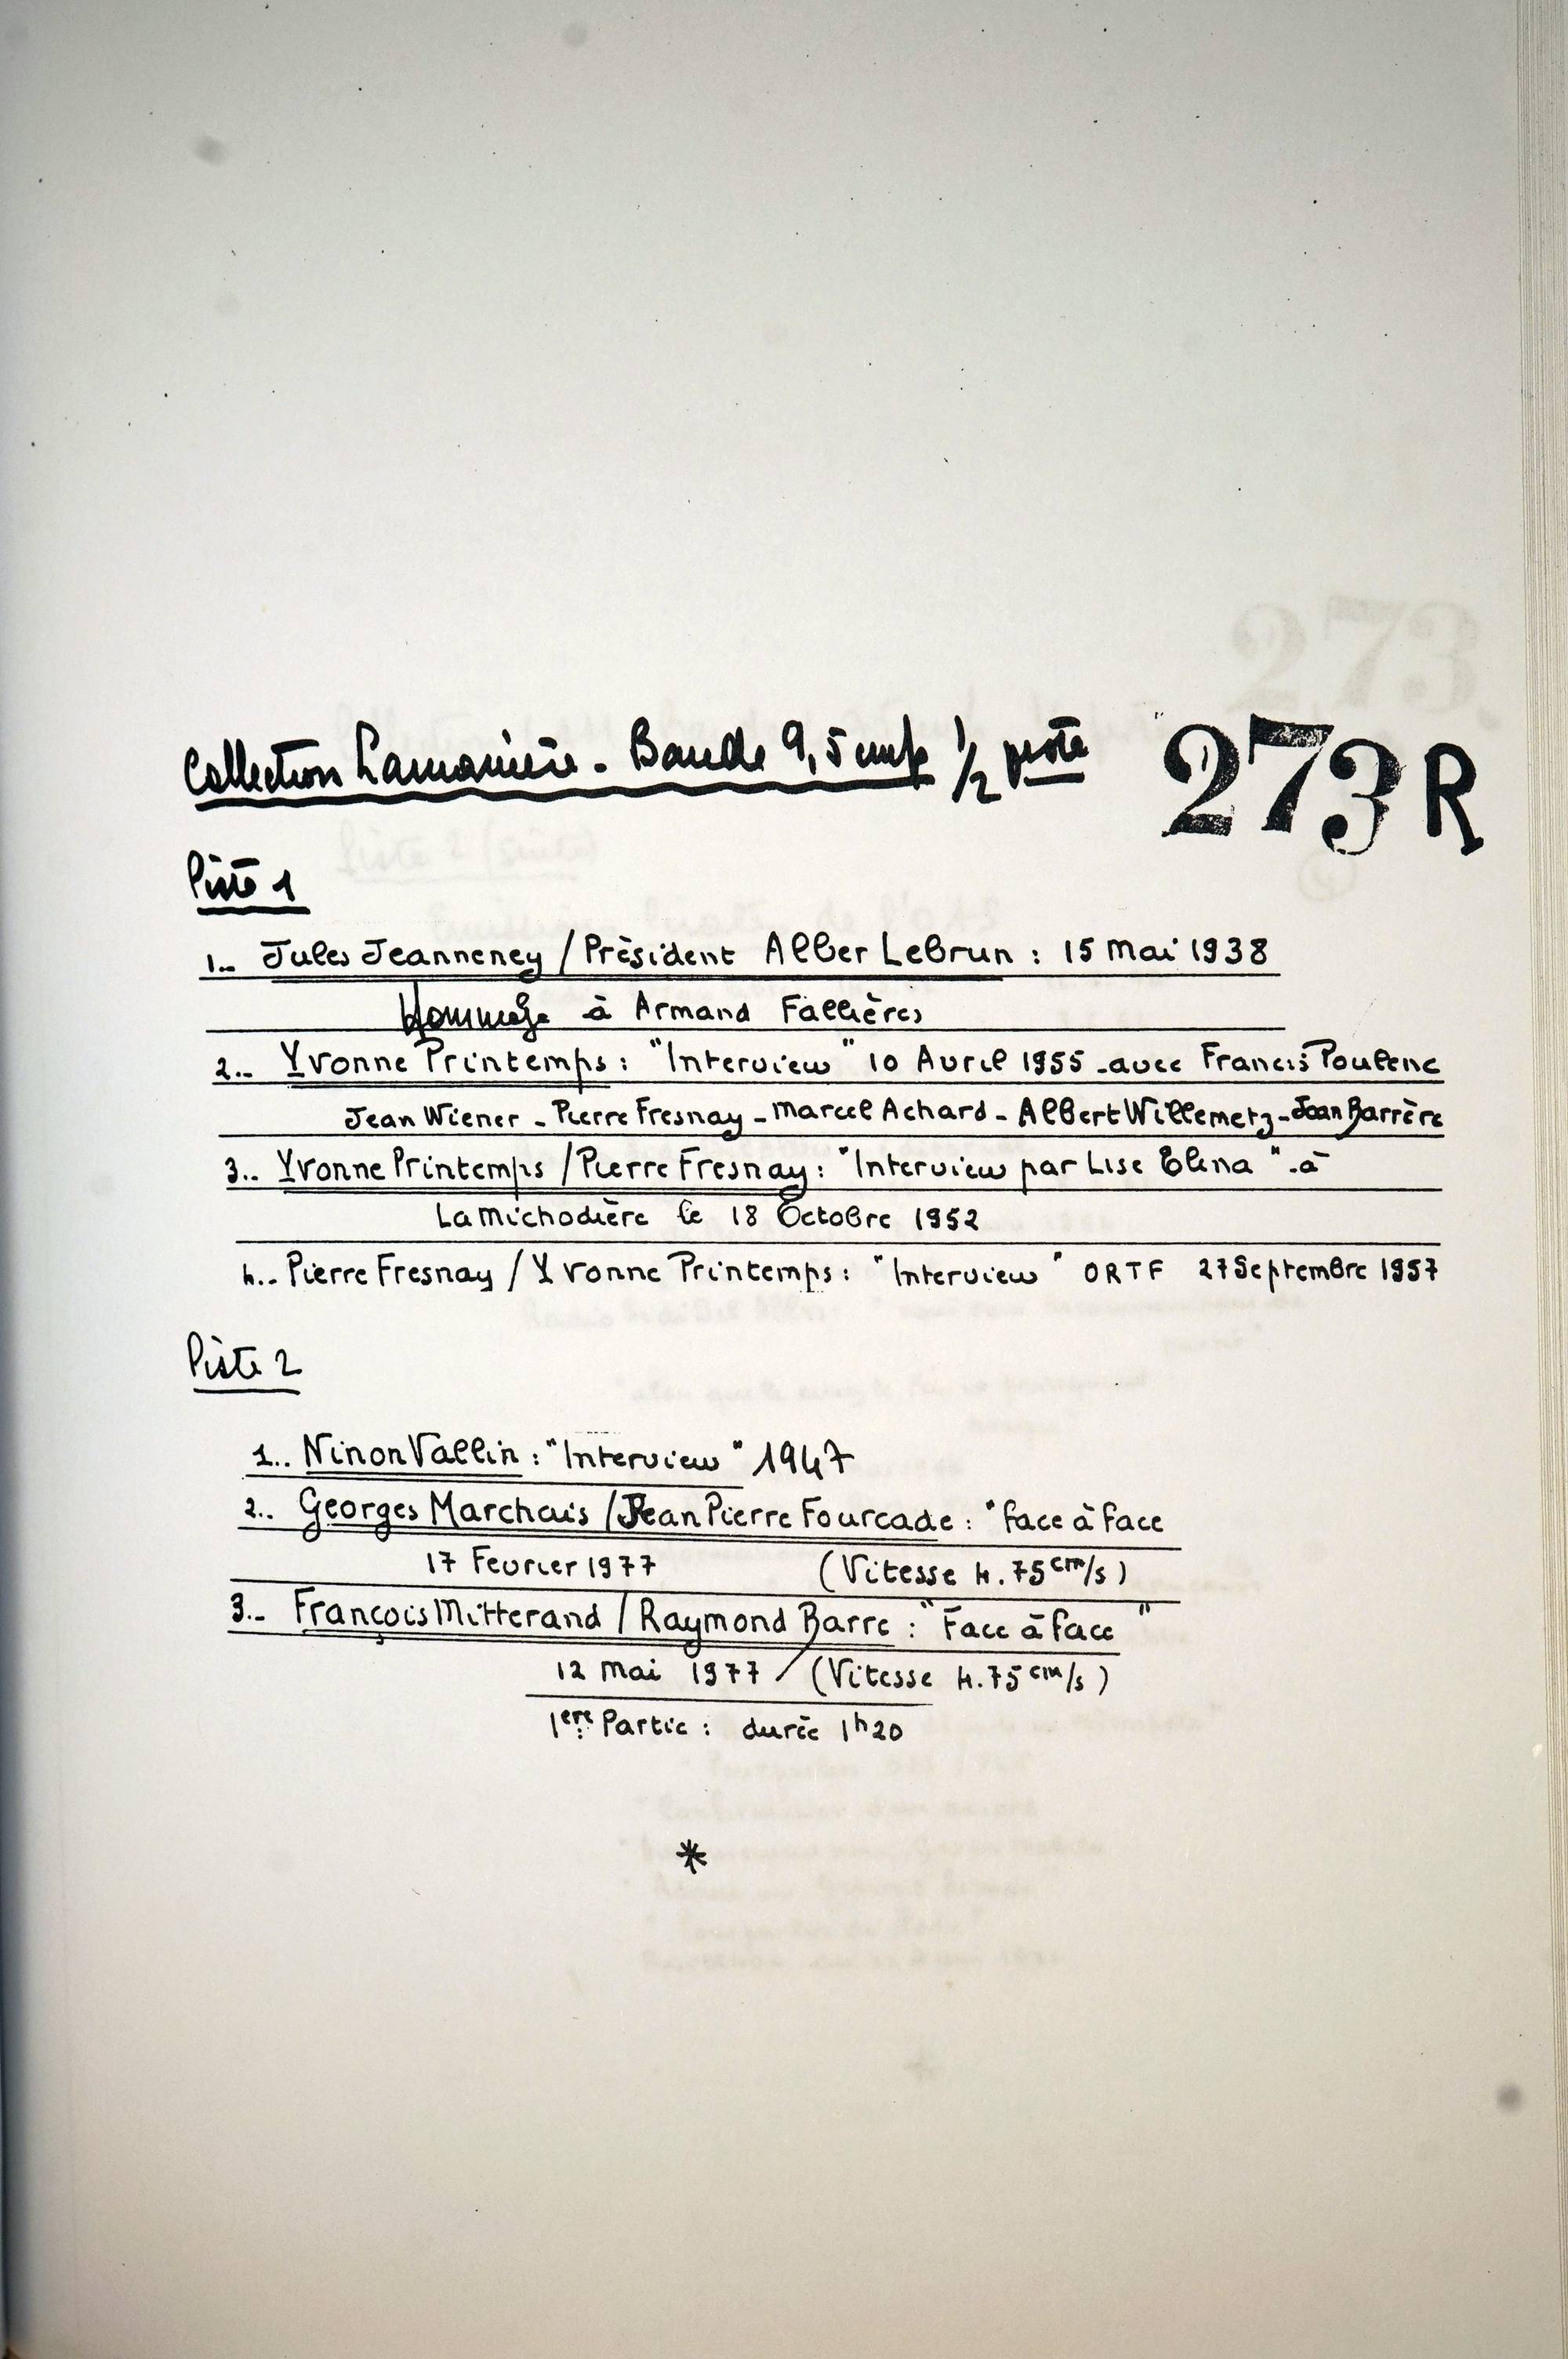 Collection Lamoninière - Bande 9,5 cm/s 1/2 piste
273 R
Piste 1
1.. Jules Jeanneney / Président Alber Lebrun : 15 mai 1938
Hommage à Armand Fallières
2.. Yvonne Printemps : "Interview" 10 Avril 1955 - avec Francis Poulenc
Jean Wiener - Pierre Fresnay - Marcel Achard - Albert Willemetz - Jean Barrère
3.. Yvonne Printemps / Pierre Fresnay : "Interview par Lise Elina" - à
La Michodière le 18 Octobre 1952
4.. Pierre Fresnay / Yvonne Printemps : "Interview" ORTF 27 Septembre 1957
Piste 2
1.. Ninon Vallin : "Interview" 1947
2.. Georges Marchais / Jean Pierre Fourcade : "Face à Face
17 Fevrier 1977 (Vitesse 4.75 cm/s)
3.. François Mitterand / Raymond Barre : "Face à Face"
12 mai 1977 / (Vitesse 4.75 cm/s)
1ere Partie : durée 1h20